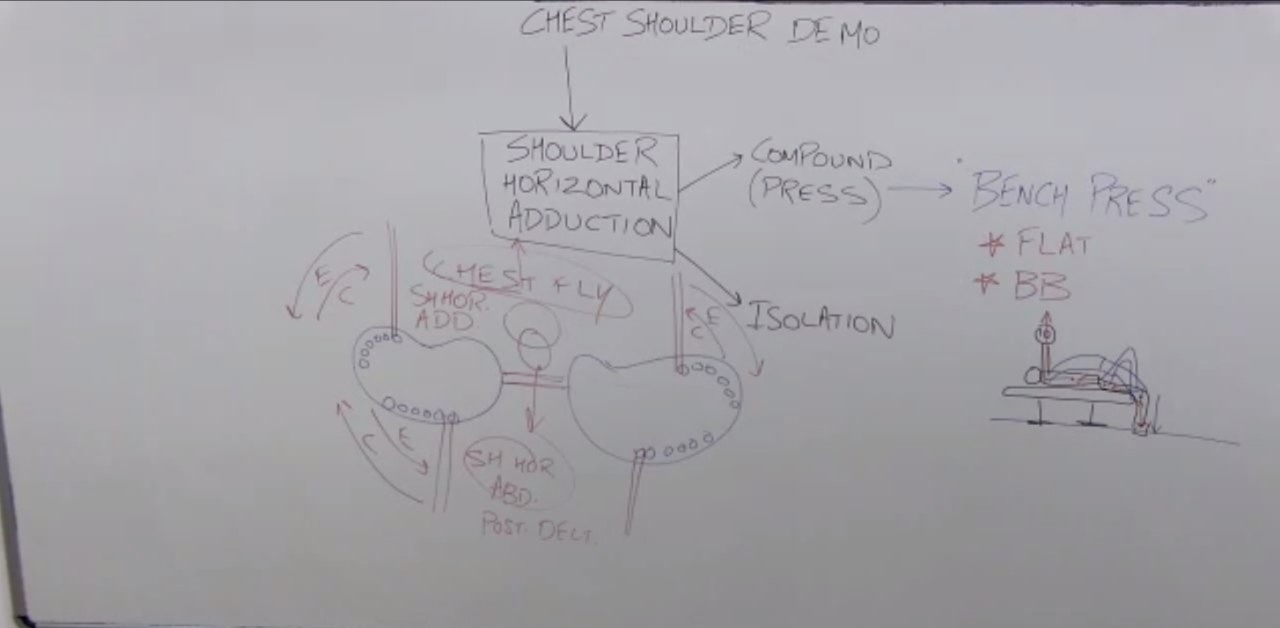 CHEST SHOULDER DEMO
SHOULDER
HORIZONTAL
ADDUCTION
COMPOUND
(PRESS)
"BENCH PRESS"
* FLAT
* BB
ISOLATION
CHEST FLY
SH HOR.
ADD
E
C
E
C
E
C
SH HOR
ABD.
POST. DELT.
10